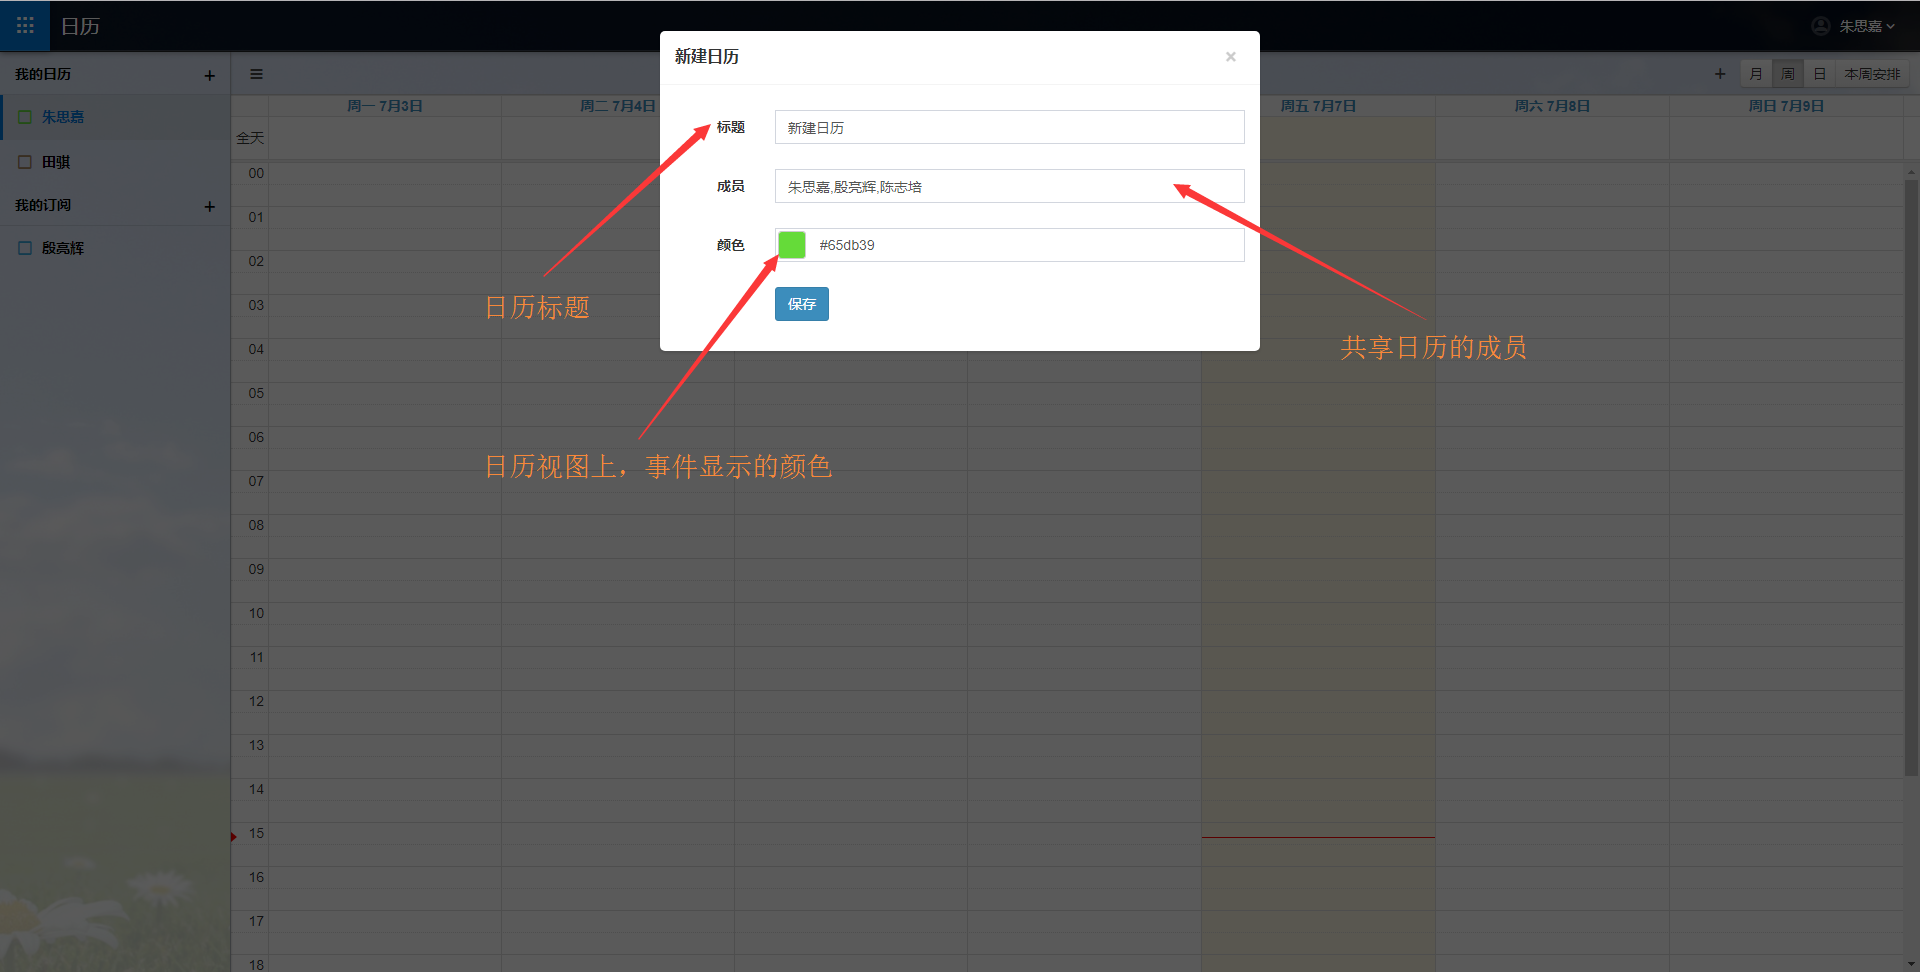 日历
朱思嘉
我的日历 +
朱思嘉
田骐
我的订阅 +
殷亮辉
+ 月 周 日 本周安排
周一 7月3日 周二 7月4日 周五 7月7日 周六 7月8日 周日 7月9日
全天
00
01
02
03
04
05
06
07
08
09
10
11
12
13
14
15
16
17
18
新建日历 ×
标题 新建日历
成员 朱思嘉,殷亮辉,陈志培
颜色 #65db39
保存
日历标题
共享日历的成员
日历视图上，事件显示的颜色